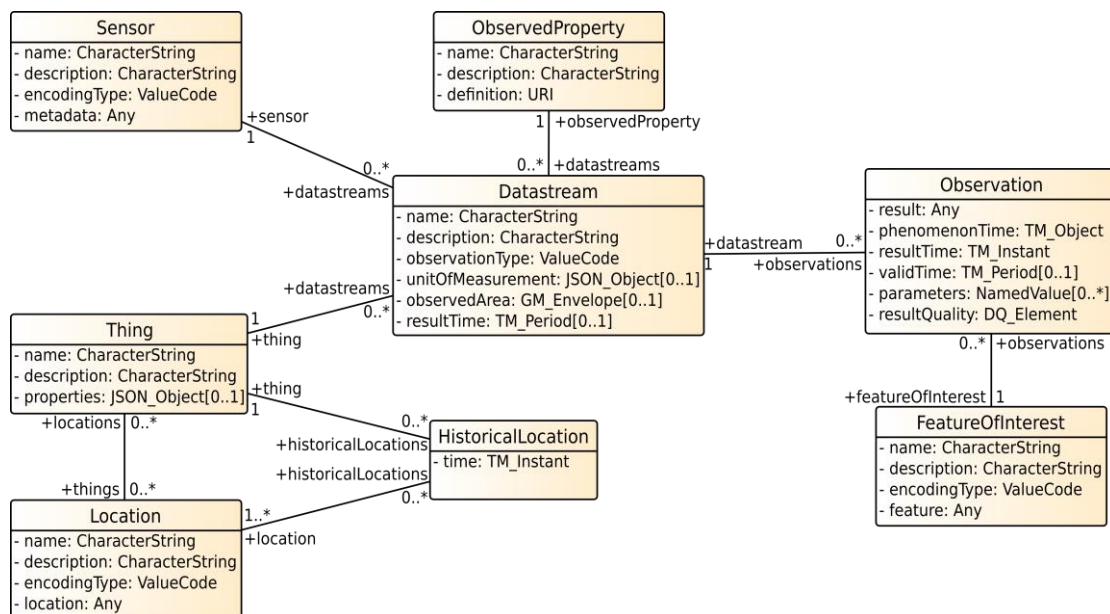 Sensor
- name: CharacterString
- description: CharacterString
- encodingType: ValueCode
- metadata: Any
+sensor
1
0..*
+datastreams
ObservedProperty
- name: CharacterString
- description: CharacterString
- definition: URI
1
+observedProperty
0..*
+datastreams
Datastream
- name: CharacterString
- description: CharacterString
- observationType: ValueCode
- unitOfMeasurement: JSON_Object[0..1]
- observedArea: GM_Envelope[0..1]
- resultTime: TM_Period[0..1]
+datastream
1
0..*
+observations
Observation
- result: Any
- phenomenonTime: TM_Object
- resultTime: TM_Instant
- validTime: TM_Period[0..1]
- parameters: NamedValue[0..*]
- resultQuality: DQ_Element
0..*
+observations
+featureOfInterest
1
FeatureOfInterest
- name: CharacterString
- description: CharacterString
- encodingType: ValueCode
- feature: Any
+datastreams
0..*
1
+thing
Thing
- name: CharacterString
- description: CharacterString
- properties: JSON_Object[0..1]
+thing
1
0..*
+historicalLocations
HistoricalLocation
- time: TM_Instant
+historicalLocations
0..*
1..*
+location
+locations
0..*
+things
0..*
Location
- name: CharacterString
- description: CharacterString
- encodingType: ValueCode
- location: Any